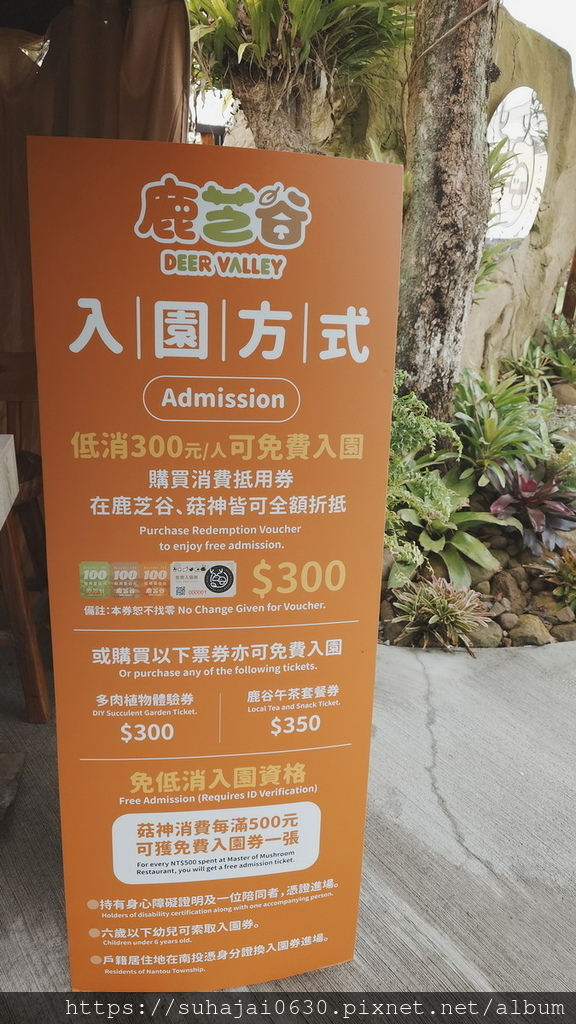 鹿芝谷
DEER VALLEY
入園方式
Admission
低消300元/人可免費入園
購買消費抵用券
在鹿芝谷、菇神皆可全額折抵
Purchase Redemption Voucher
to enjoy free admission.
100 100 100
$300
備註:本券恕不找零 No Change Given for Voucher.
或購買以下票券亦可免費入園
Or purchase any of the following tickets.
多肉植物體驗券
DIY Succulent Garden Ticket.
$300
鹿谷午茶套餐券
Local Tea and Snack Ticket.
$350
免低消入園資格
Free Admission (Requires ID Verification)
菇神消費每滿500元
可獲免費入園券一張
For every NT$500 spent at Master of Mushroom
Restaurant, you will get a free admission ticket.
持有身心障礙證明及一位陪同者,憑證進場。
Holders of disability certification along with one accompanying person.
六歲以下幼兒可索取入園券。
Children under 6 years old.
戶籍居住地在南投憑身分證換入園券進場。
Residents of Nantou Township.
https://suhajai0630.pixnet.net/album